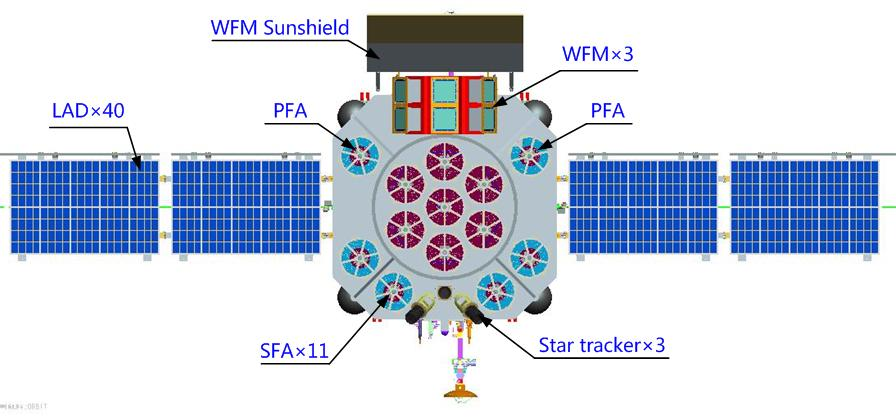 WFM Sunshield
WFM×3
LAD×40
PFA
PFA
SFA×11
Star tracker×3